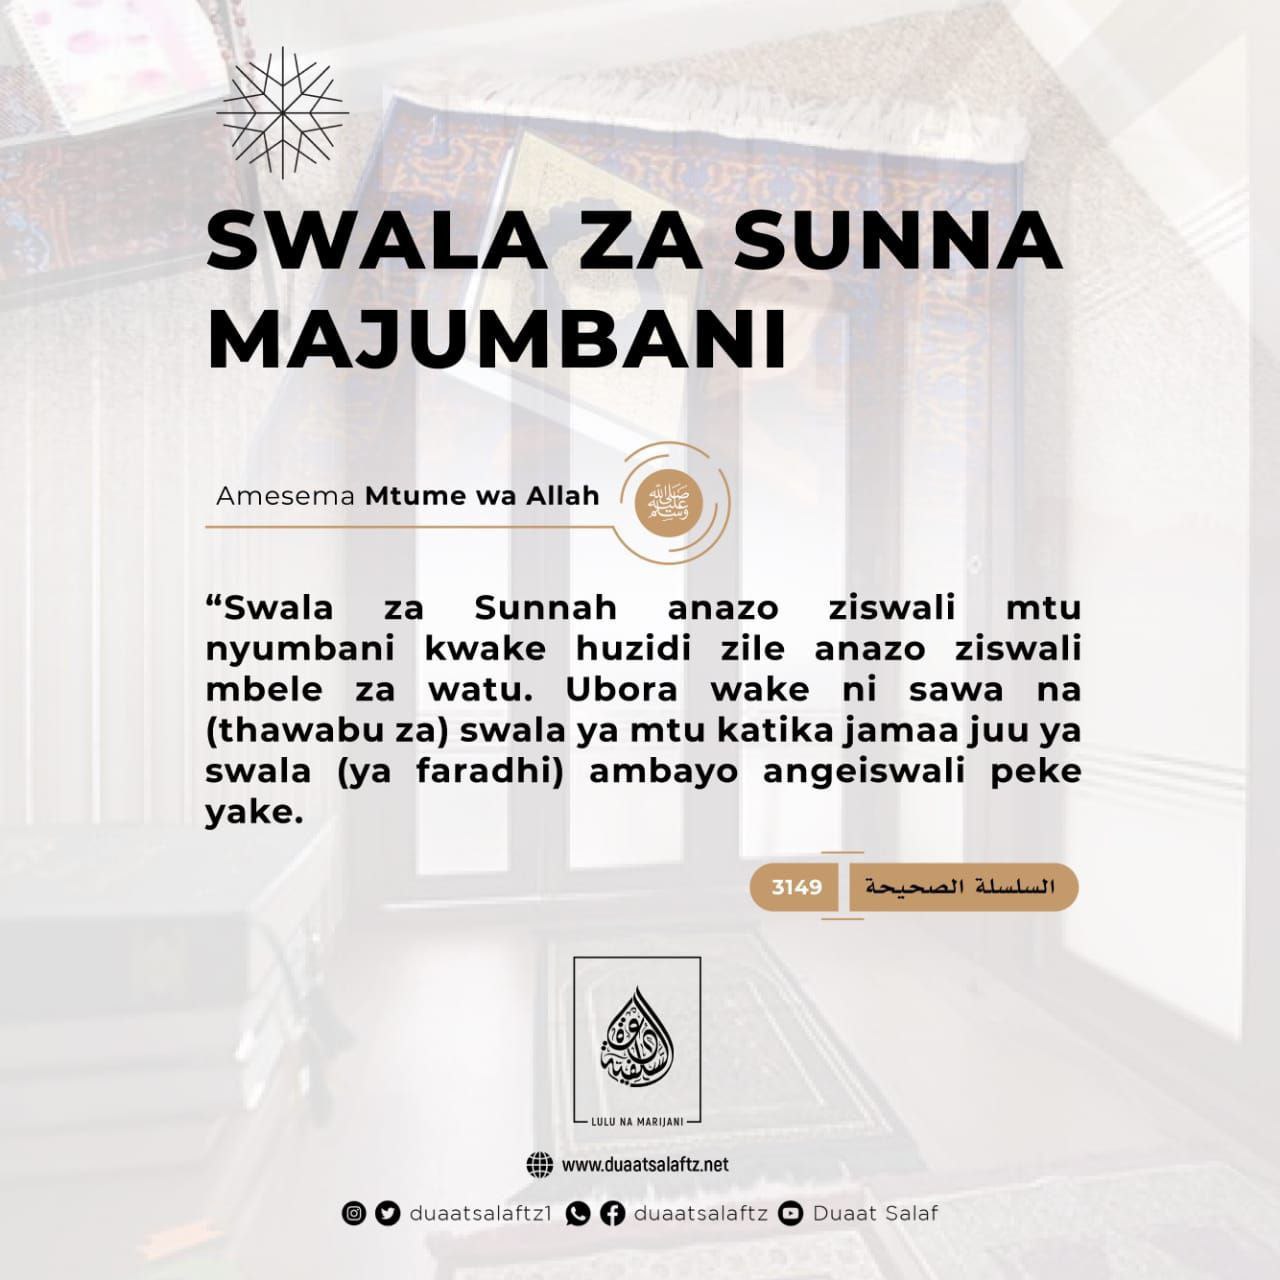 SWALA ZA SUNNA
MAJUMBANI
Amesema Mtume wa Allah
صلى الله
عليه
وسلم
“Swala za Sunnah anazo ziswali mtu
nyumbani kwake huzidi zile anazo ziswali
mbele za watu. Ubora wake ni sawa na
(thawabu za) swala ya mtu katika jamaa juu ya
swala (ya faradhi) ambayo angeiswali peke
yake.
3149 السلسلة الصحيحة
LULU NA MARIJANI
www.duaatsalaftz.net
duaatsalaftz1 duaatsalaftz Duaat Salaf